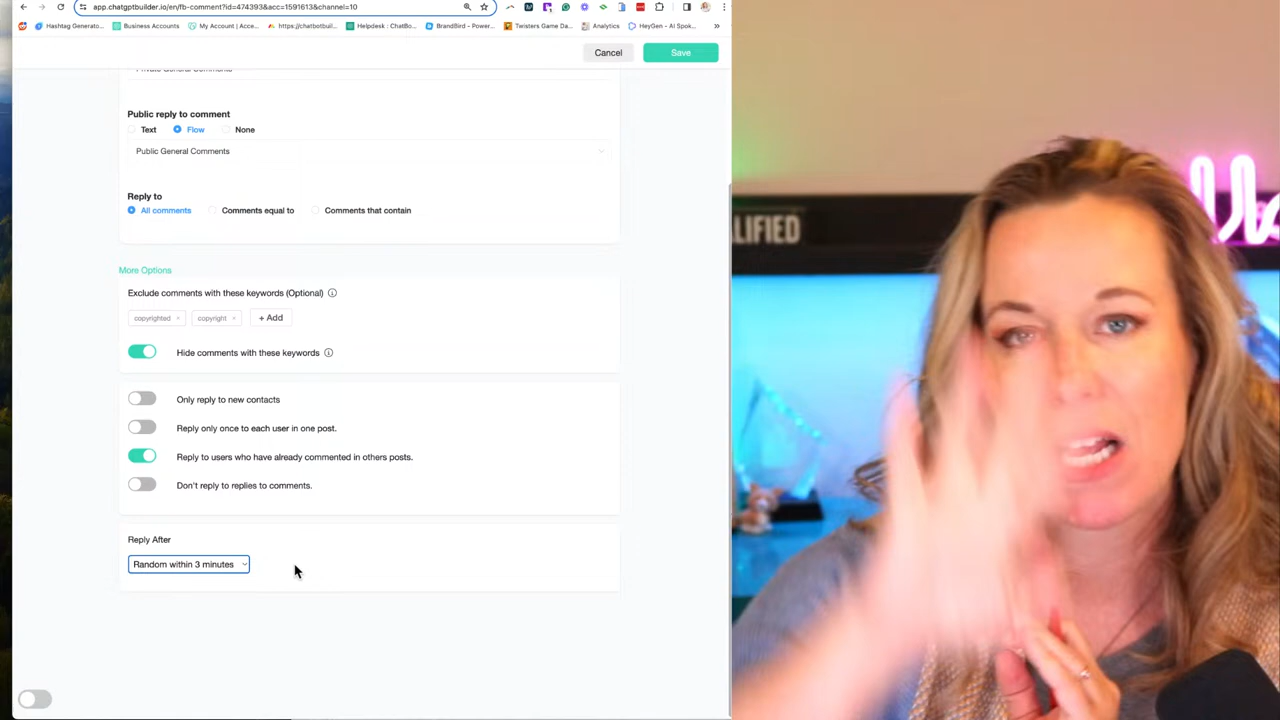 app.chatgptbuilder.io/en/fb-comment?id=474393&acc=1591613&channel=10
Hashtag Generato... Business Accounts My Account | Acce... https://chatbotbuil... Helpdesk : ChatBo... BrandBird – Power... Twisters Game Da... Analytics HeyGen - AI Spok... »
Cancel Save
Private General Comments
Public reply to comment
Text Flow None
Public General Comments
Reply to
All comments Comments equal to Comments that contain
More Options
Exclude comments with these keywords (Optional)
copyrighted × copyright × + Add
Hide comments with these keywords
Only reply to new contacts
Reply only once to each user in one post.
Reply to users who have already commented in others posts.
Don't reply to replies to comments.
Reply After
Random within 3 minutes
ALIFIED